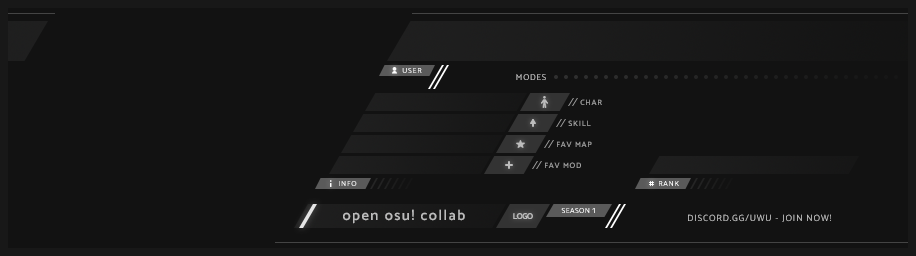 USER
MODES
// CHAR
// SKILL
// FAV MAP
// FAV MOD
INFO
# RANK
open osu! collab
LOGO
SEASON 1
DISCORD.GG/UWU - JOIN NOW!